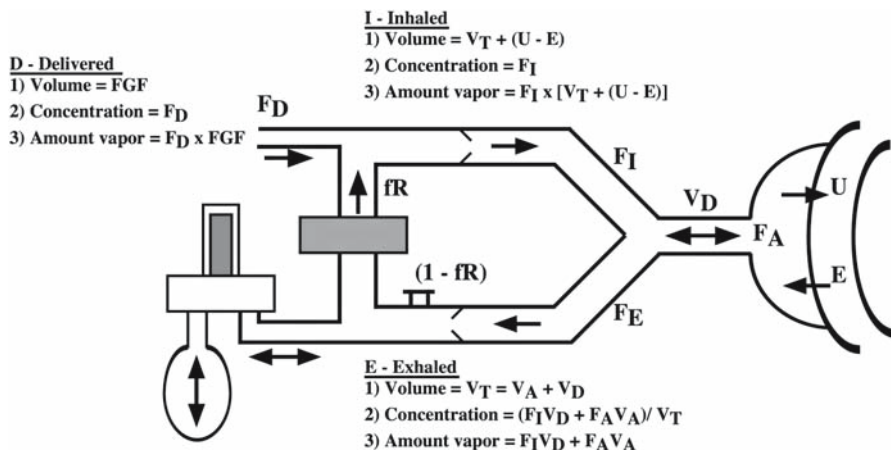 I - Inhaled
1) Volume = VT + (U - E)
2) Concentration = FI
3) Amount vapor = FI x [VT + (U - E)]
D - Delivered
1) Volume = FGF
2) Concentration = FD
3) Amount vapor = FD x FGF
FD
fR
FI
VD
FA
U
E
(1 - fR)
FE
E - Exhaled
1) Volume = VT = VA + VD
2) Concentration = (FIVD + FAVA)/ VT
3) Amount vapor = FIVD + FAVA